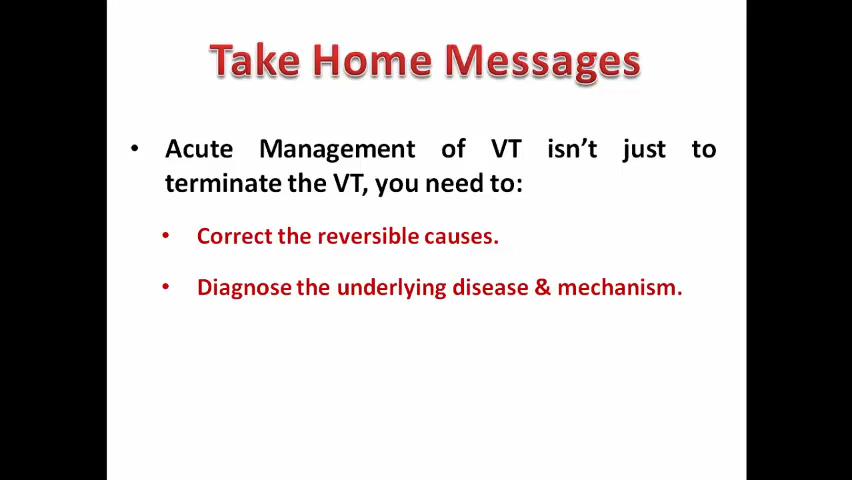 Take Home Messages
• Acute Management of VT isn't just to
terminate the VT, you need to:
• Correct the reversible causes.
• Diagnose the underlying disease & mechanism.